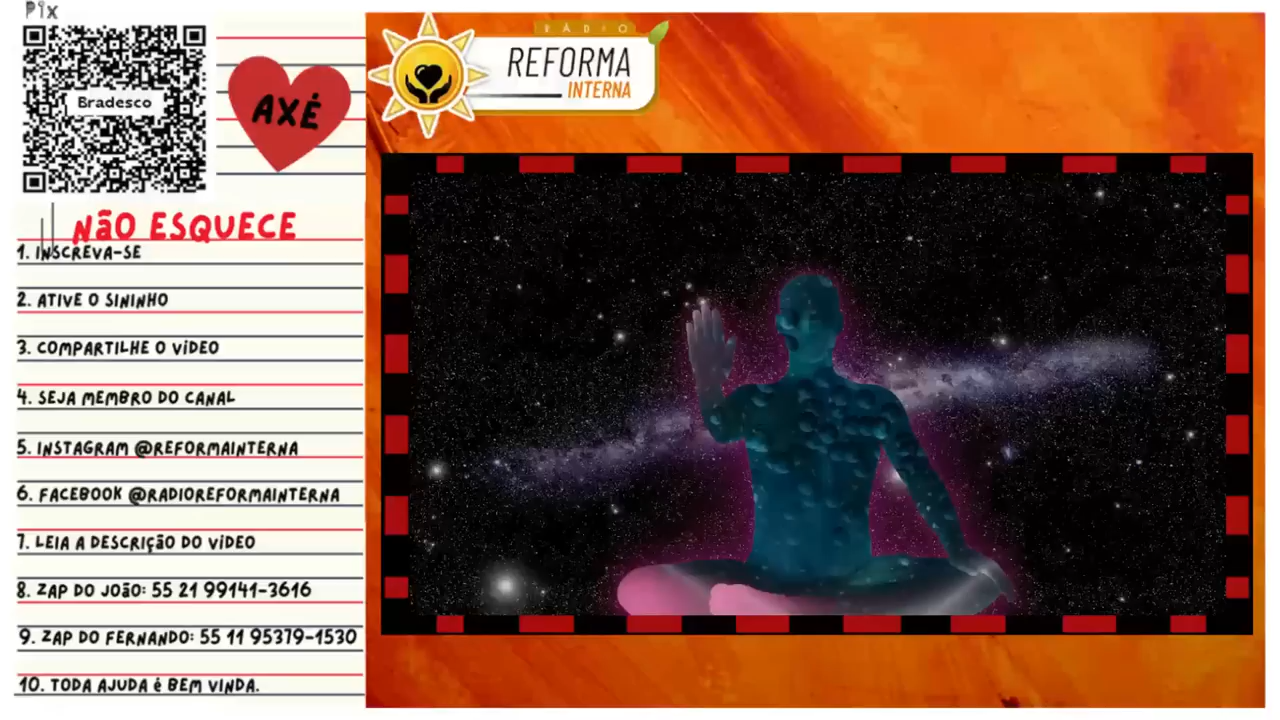 Pix
Bradesco
AXÉ
NÃO ESQUECE
1. INSCREVA-SE
2. ATIVE O SININHO
3. COMPARTILHE O VÍDEO
4. SEJA MEMBRO DO CANAL
5. INSTAGRAM @REFORMAINTERNA
6. FACEBOOK @RADIOREFORMAINTERNA
7. LEIA A DESCRIÇÃO DO VÍDEO
8. ZAP DO JOÃO: 55 21 99141-3616
9. ZAP DO FERNANDO: 55 11 95379-1530
10. TODA AJUDA É BEM VINDA.
RÁDIO
REFORMA
INTERNA